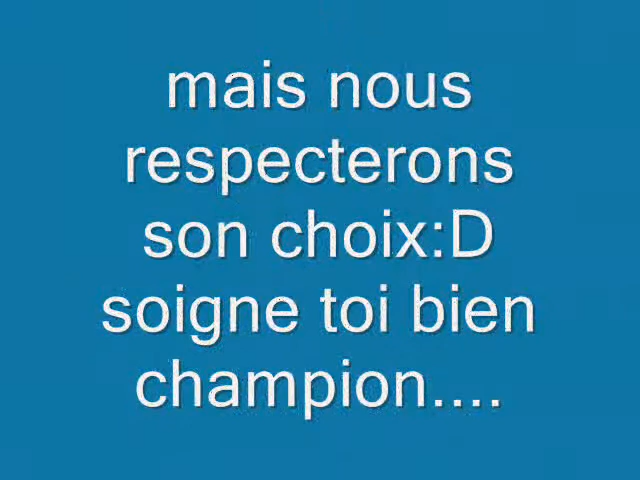 mais nous
respecterons
son choix:D
soigne toi bien
champion....